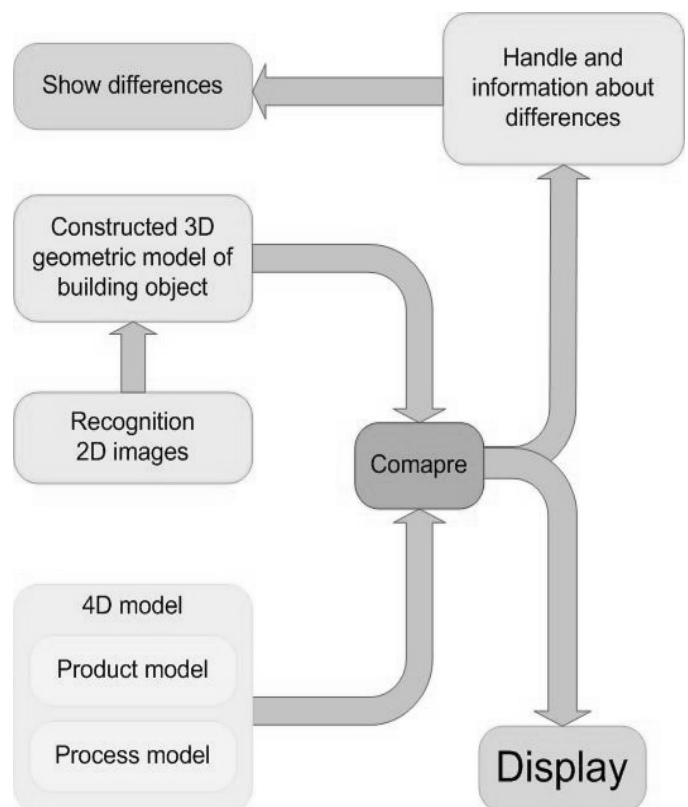 Show differences
Handle and
information about
differences
Constructed 3D
geometric model of
building object
Recognition
2D images
Comapre
4D model
Product model
Process model
Display